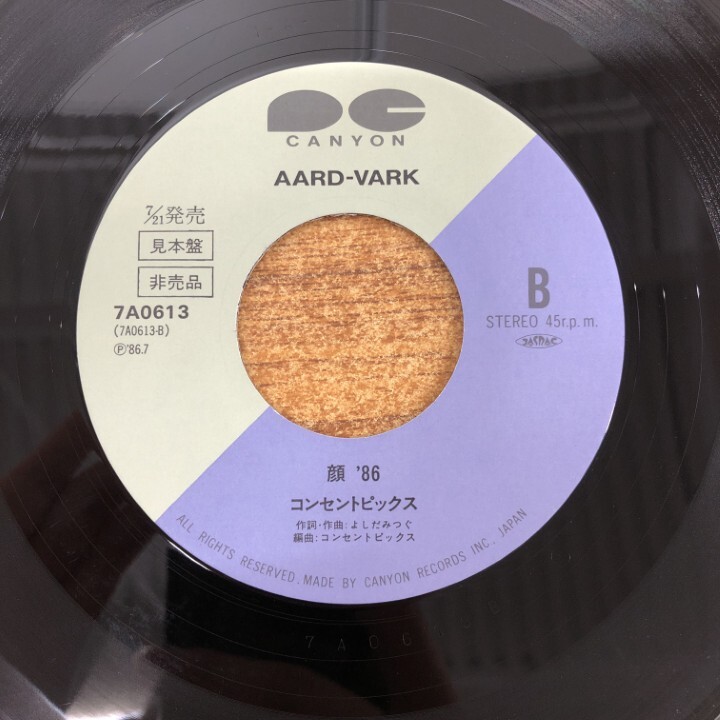 CANYON
AARD-VARK
7/21発売
見本盤
非売品
7A0613
(7A0613-B)
Ⓟ'86.7
B
STEREO 45r.p.m.
顔 '86
コンセントピックス
作詞・作曲:よしだみつぐ
編曲:コンセントピックス
ALL RIGHTS RESERVED. MADE BY CANYON RECORDS INC. JAPAN